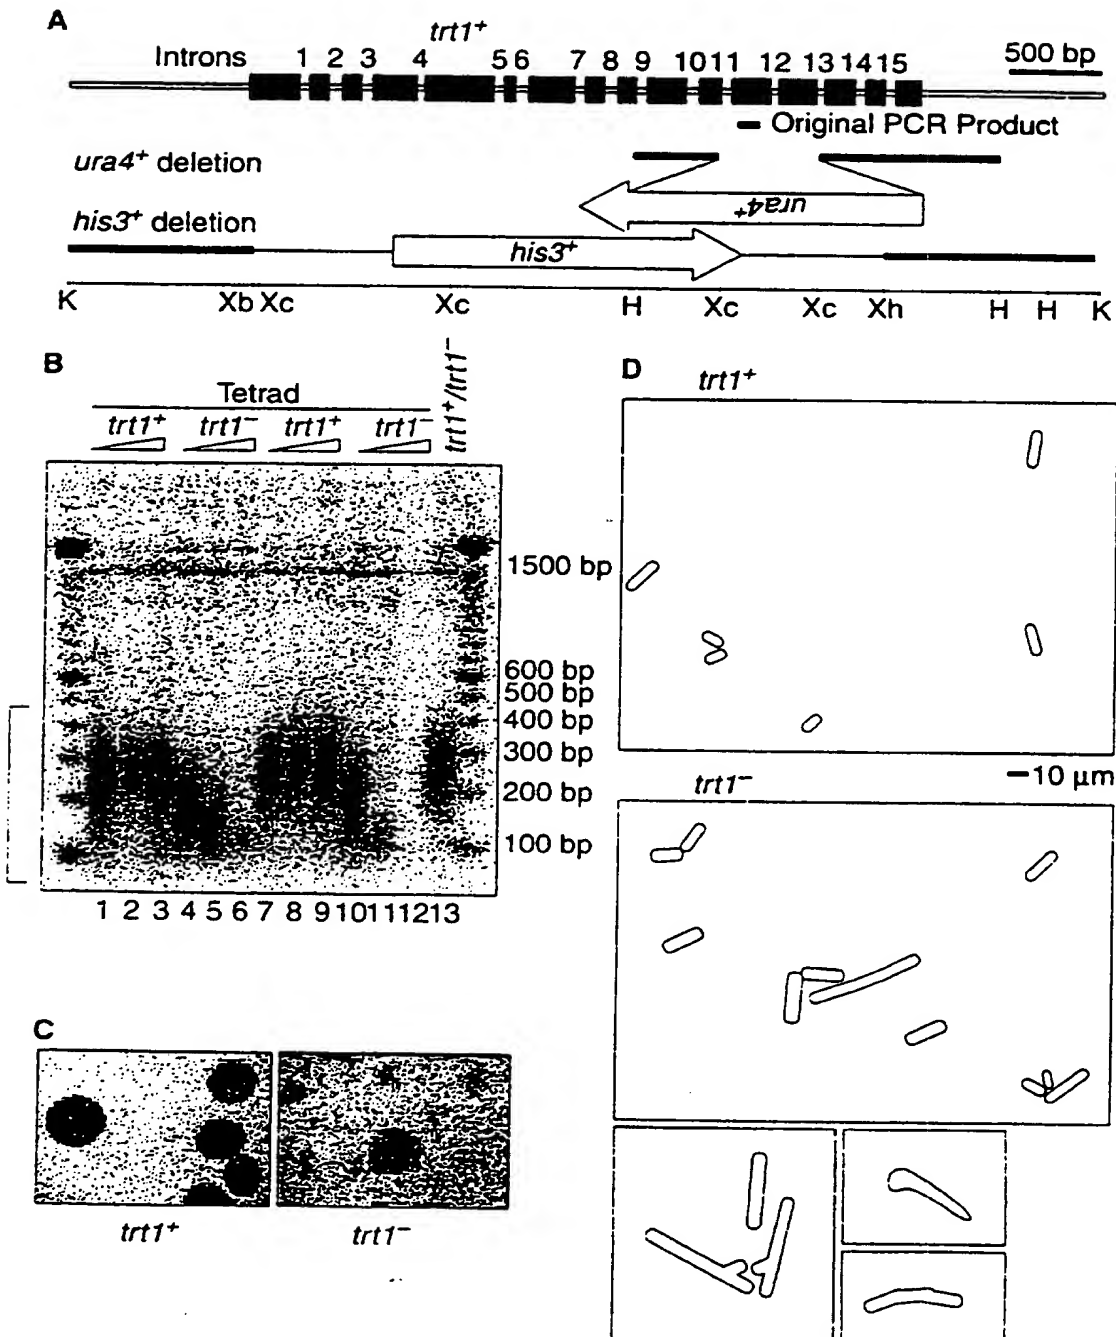 A
trt1+
Introns 1 2 3 4 5 6 7 8 9 10 11 12 13 14 15
500 bp
Original PCR Product
ura4+ deletion
ura4+
his3+ deletion
his3+
K Xb Xc Xc H Xc Xc Xh H H K
B
Tetrad
trt1+ trt1− trt1+ trt1− trt1+/trt1−
1500 bp
600 bp
500 bp
400 bp
300 bp
200 bp
100 bp
1 2 3 4 5 6 7 8 9 10 11 12 13
C
trt1+ trt1−
D
trt1+
10 µm
trt1−